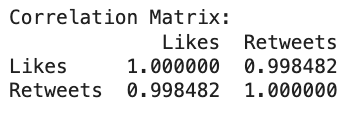 Correlation Matrix:
Likes Retweets
Likes 1.000000 0.998482
Retweets 0.998482 1.000000